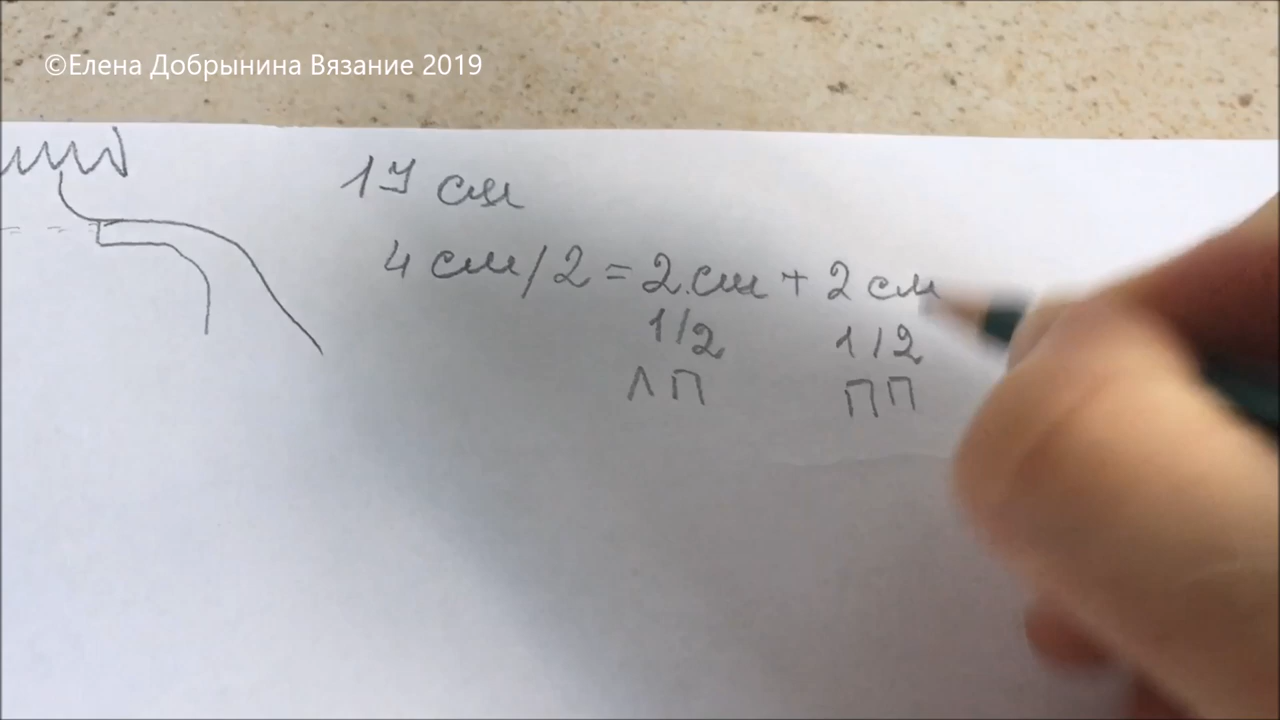 ©Елена Добрынина Вязание 2019
17 см
4 см/2=2.см+2 см
1/2 1/2
ЛП ПП